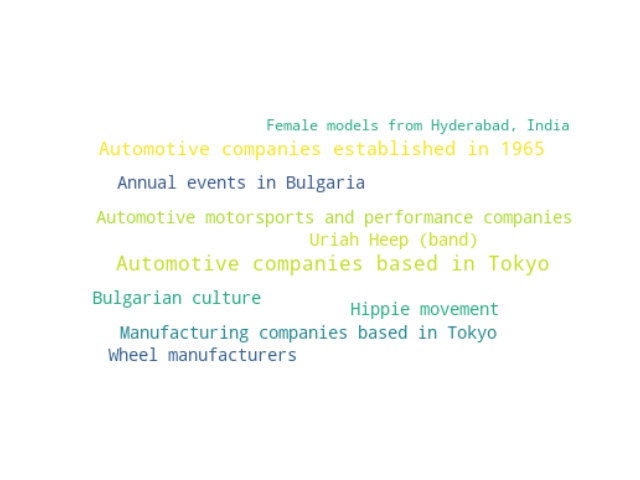 Female models from Hyderabad, India
Automotive companies established in 1965
Annual events in Bulgaria
Automotive motorsports and performance companies
Uriah Heep (band)
Automotive companies based in Tokyo
Bulgarian culture
Hippie movement
Manufacturing companies based in Tokyo
Wheel manufacturers